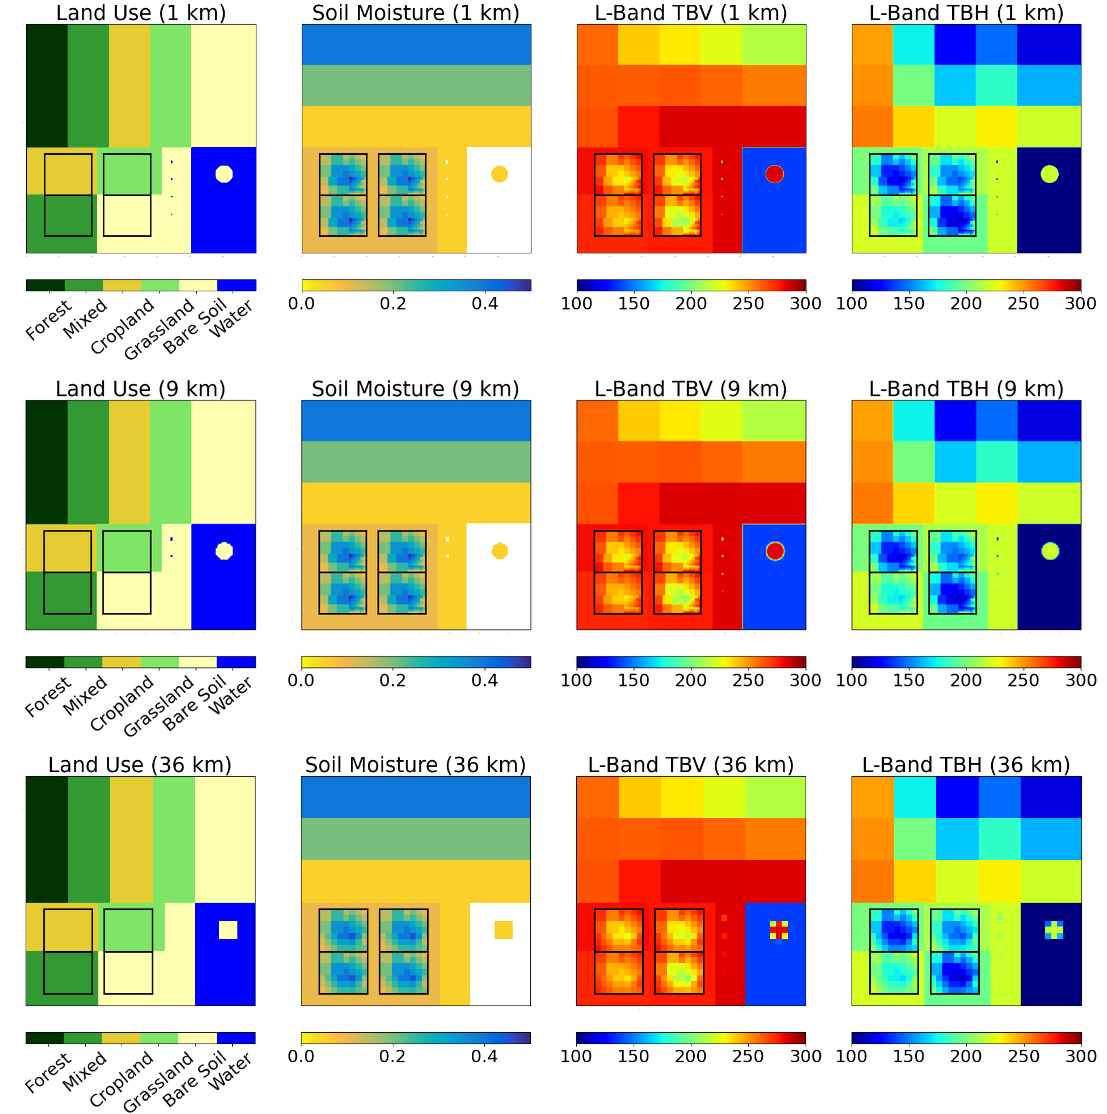 Land Use (1 km) Soil Moisture (1 km) L-Band TBV (1 km) L-Band TBH (1 km)
0.0 0.2 0.4 100 150 200 250 300 100 150 200 250 300
Forest Mixed Cropland Grassland Bare Soil Water
Land Use (9 km) Soil Moisture (9 km) L-Band TBV (9 km) L-Band TBH (9 km)
0.0 0.2 0.4 100 150 200 250 300 100 150 200 250 300
Forest Mixed Cropland Grassland Bare Soil Water
Land Use (36 km) Soil Moisture (36 km) L-Band TBV (36 km) L-Band TBH (36 km)
0.0 0.2 0.4 100 150 200 250 300 100 150 200 250 300
Forest Mixed Cropland Grassland Bare Soil Water